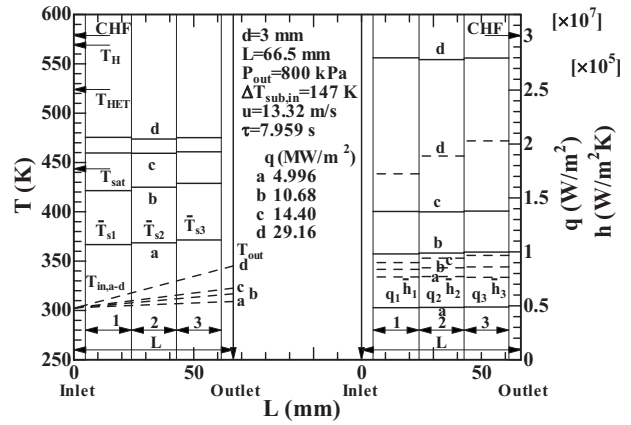 600
550
500
450
400
350
300
250
T (K)
CHF
T_H
T_HET
T_sat
T̄_s1 T̄_s2 T̄_s3
d
c
b
a
T_in,a-d
T_out
d
c
b
a
1 2 3
L
d=3 mm
L=66.5 mm
P_out=800 kPa
ΔT_sub,in=147 K
u=13.32 m/s
τ=7.959 s
q (MW/m²)
a 4.996
b 10.68
c 14.40
d 29.16
CHF
d
d
c
b
c
b
a
q₁ h̄₁ q₂ h̄₂ q₃ h̄₃
a
1 2 3
L
[×10⁷]
[×10⁵]
3
2.5
2
1.5
1
0.5
0
q (W/m²)
h (W/m²K)
0 50 0 50
Inlet Outlet Inlet Outlet
L (mm)